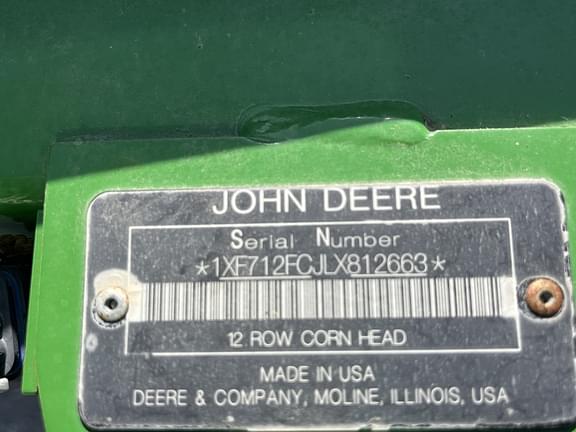 JOHN DEERE
Serial Number
*1XF712FCJLX812663*
12 ROW CORN HEAD
MADE IN USA
DEERE & COMPANY, MOLINE, ILLINOIS, USA